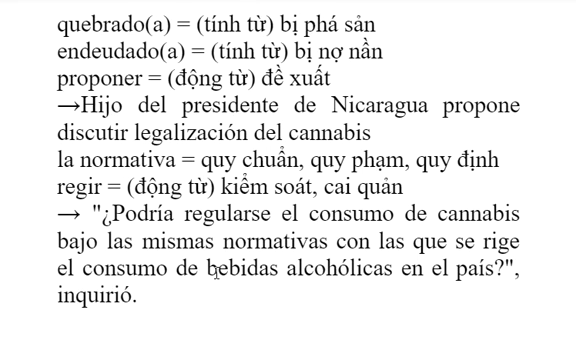 quebrado(a) = (tính từ) bị phá sản
endeudado(a) = (tính từ) bị nợ nần
proponer = (động từ) đề xuất
→Hijo del presidente de Nicaragua propone
discutir legalización del cannabis
la normativa = quy chuẩn, quy phạm, quy định
regir = (động từ) kiểm soát, cai quản
→ "¿Podría regularse el consumo de cannabis
bajo las mismas normativas con las que se rige
el consumo de bebidas alcohólicas en el país?",
inquirió.